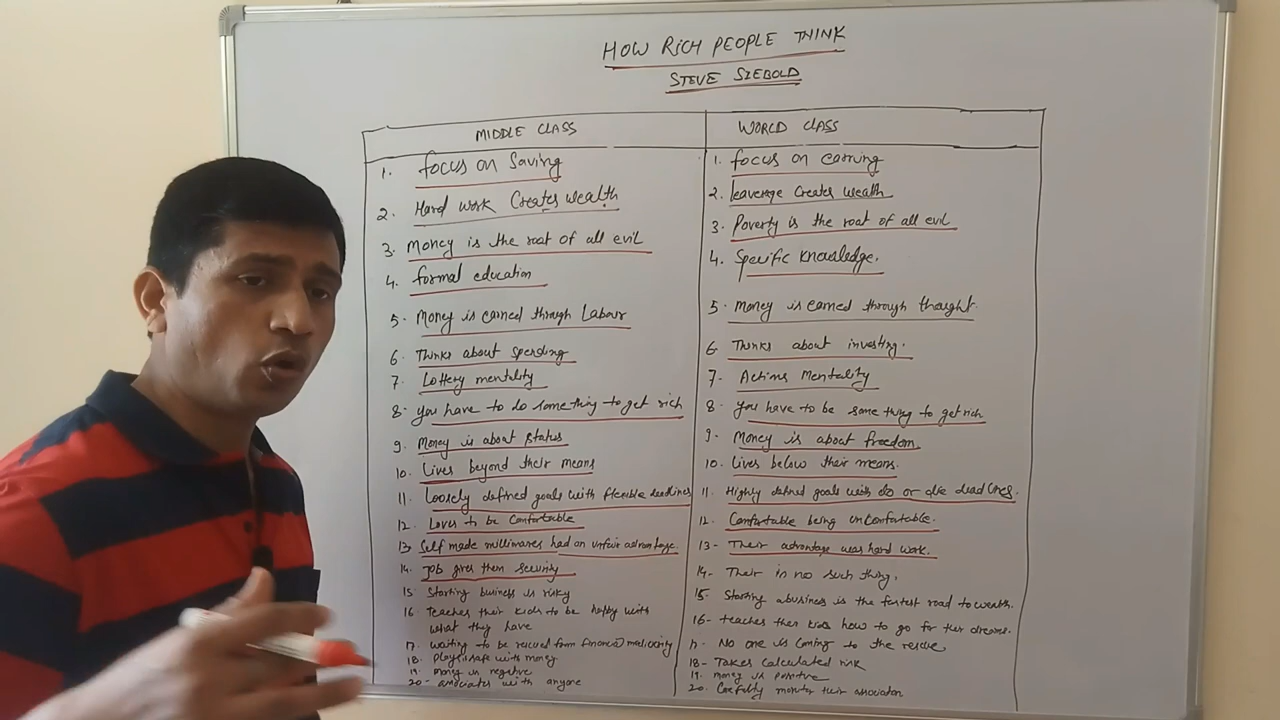 HOW RICH PEOPLE THINK
STEVE SIEBOLD
MIDDLE CLASS
1. focus on Saving
2. Hard work Creates wealth
3. Money is the root of all evil
4. formal education
5. Money is earned through Labour
6. Thinks about spending
7. Lottery mentality
8. you have to do something to get rich
9. Money is about status
10. Lives beyond their means
11. Loosely defined goals with flexible deadlines
12. Loves to be Comfortable
13. Self made millionaires had an unfair advantage
14. Job gives them security
15 Starting business is risky
16 Teaches their kids to be happy with
what they have
17. waiting to be rescued from financial
18. plays it safe with money
19. money is negative
20- associates with anyone
WORLD CLASS
1. focus on earning
2. leaverage Creates wealth
3. Poverty is the root of all evil
4. Specific Knowledge.
5. Money is earned through thought.
6 Thinks about investing.
7- Actions Mentality
8- you have to be some thing to get rich
9- Money is about freedom
10. Lives below their means.
11. Highly defined goals with do or die dead lines.
12. Comfortable being uncomfortable.
13- Their advantage was hard work.
14- Their is no such thing.
15. Starting a business is the fastest road to wealth.
16- teaches their kids how to go for their dreams.
17- No one is coming to the rescue
18- Takes Calculated risk
19. money is positive
20. Carefully monitor their association